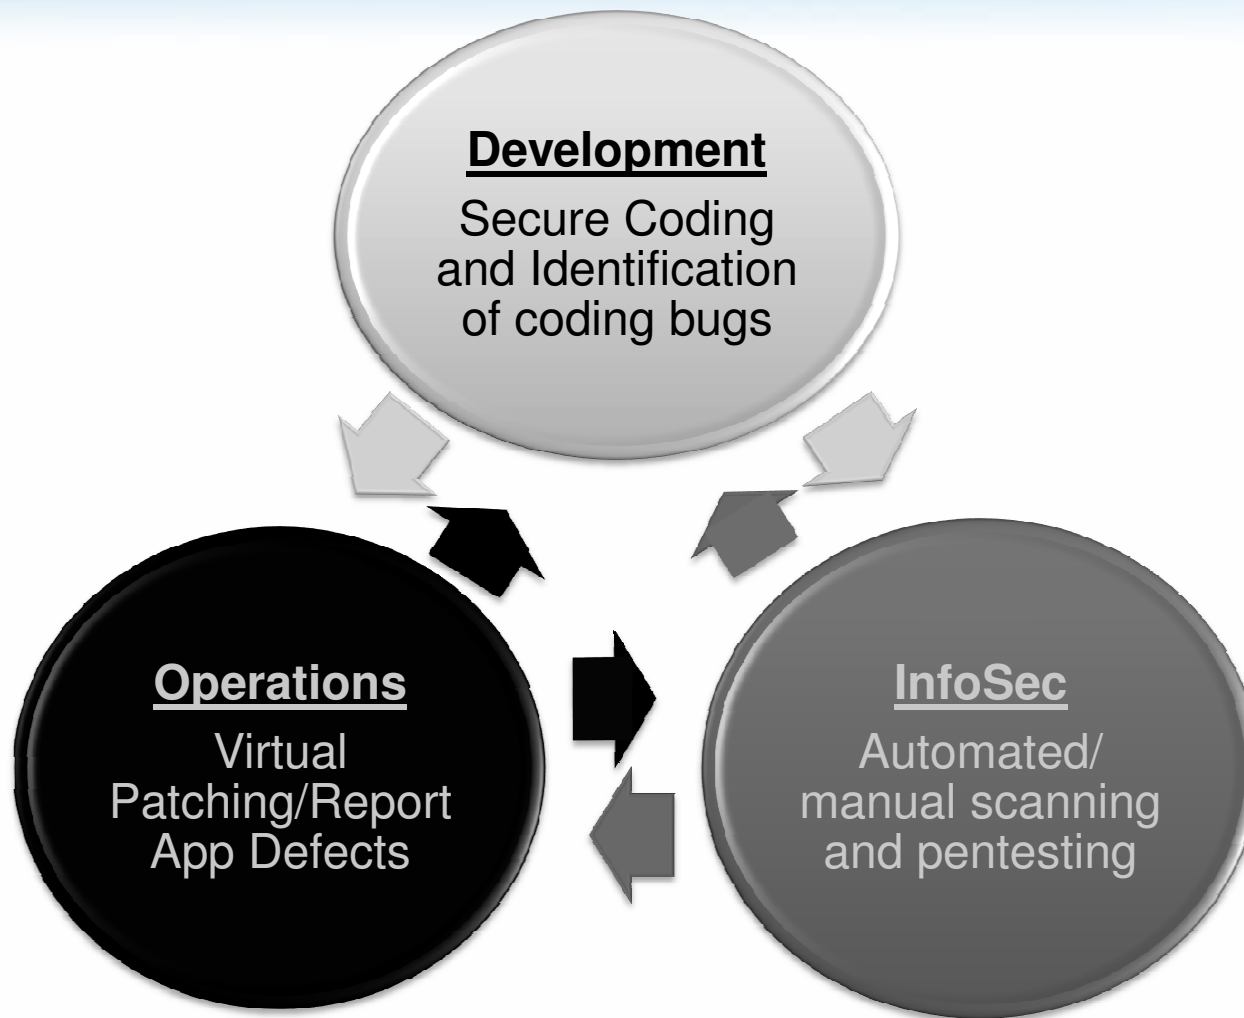 Development
Secure Coding
and Identification
of coding bugs
Operations
Virtual
Patching/Report
App Defects
InfoSec
Automated/
manual scanning
and pentesting